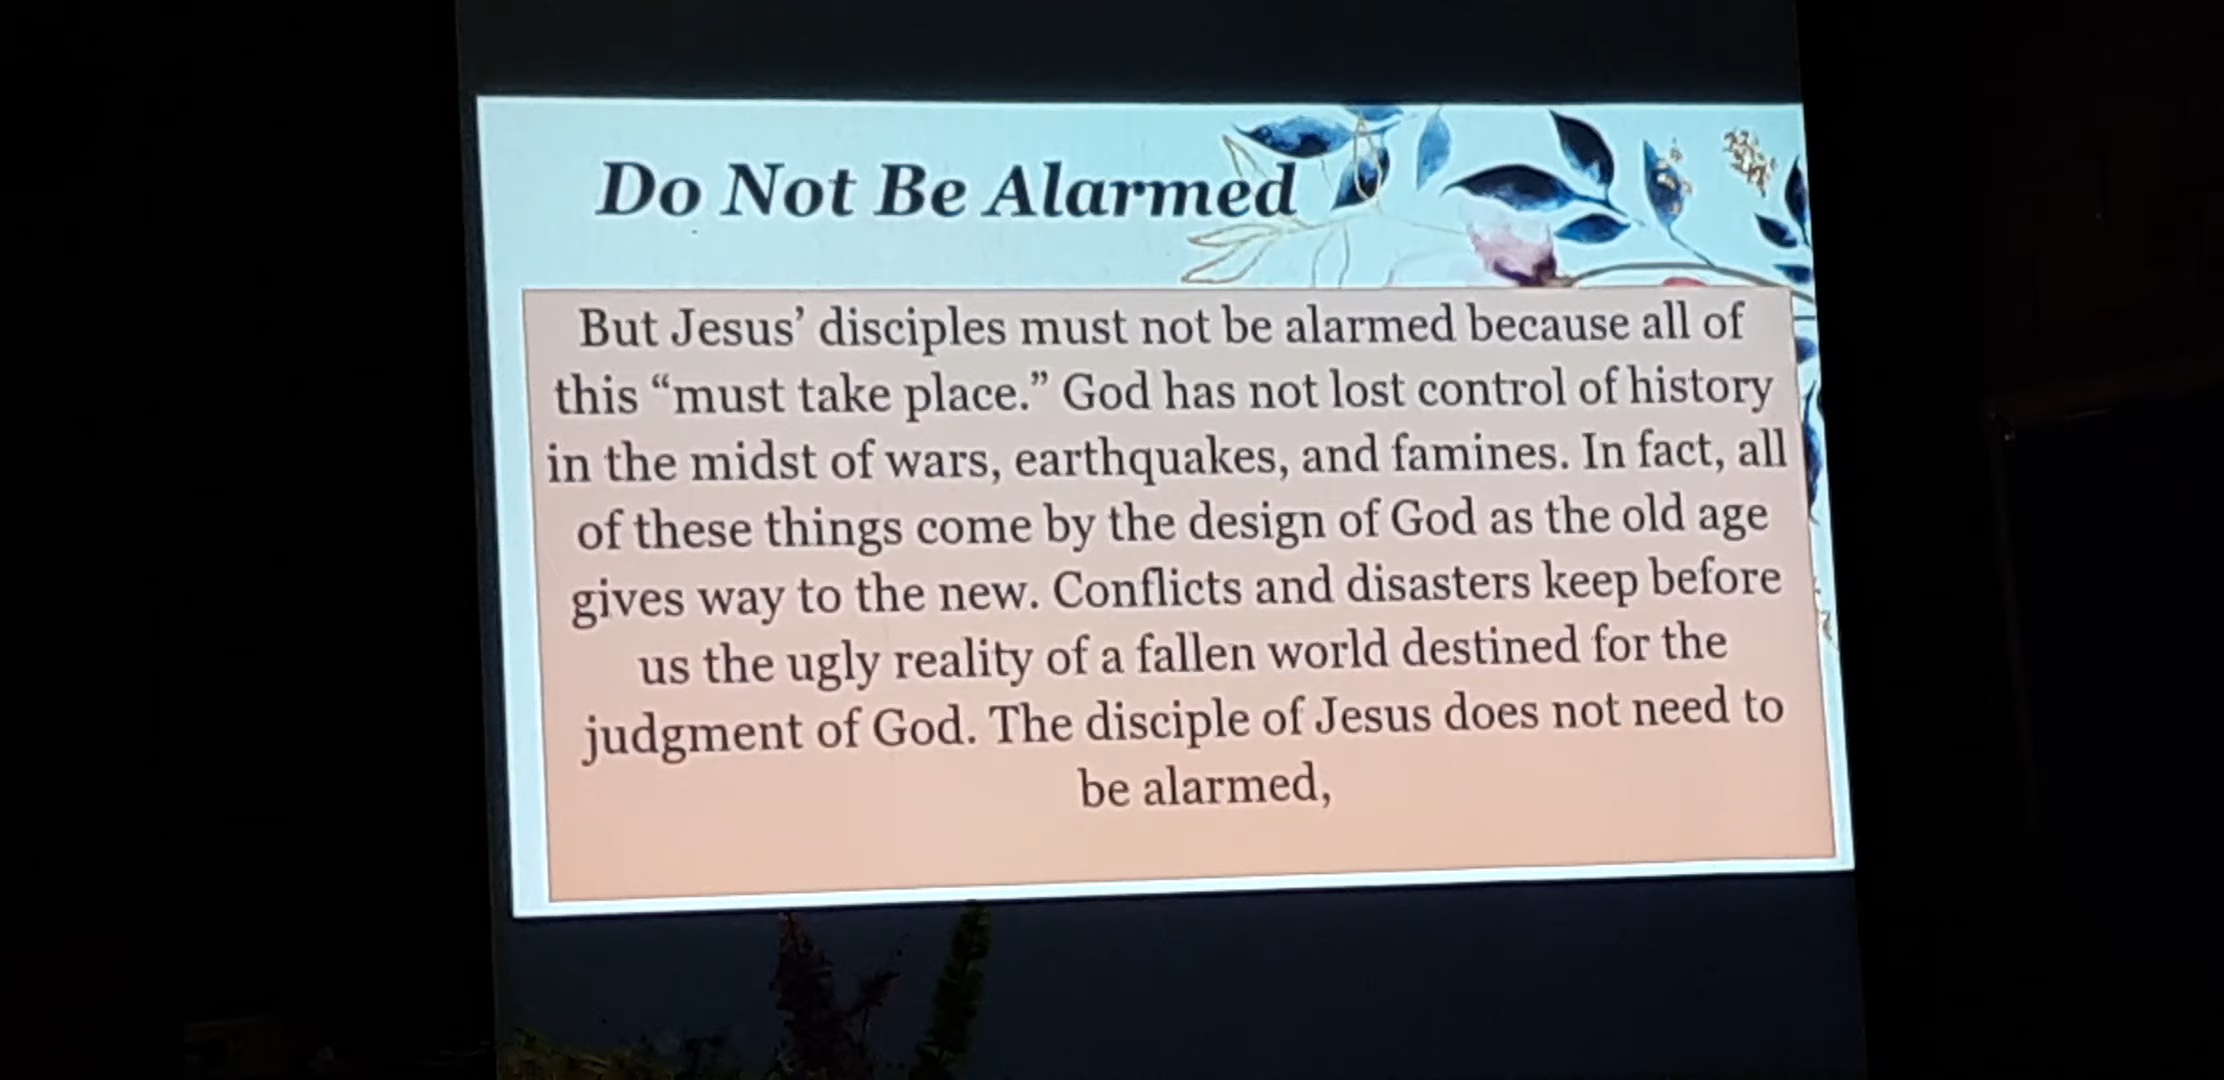 Do Not Be Alarmed
But Jesus’ disciples must not be alarmed because all of
this “must take place.” God has not lost control of history
in the midst of wars, earthquakes, and famines. In fact, all
of these things come by the design of God as the old age
gives way to the new. Conflicts and disasters keep before
us the ugly reality of a fallen world destined for the
judgment of God. The disciple of Jesus does not need to
be alarmed,